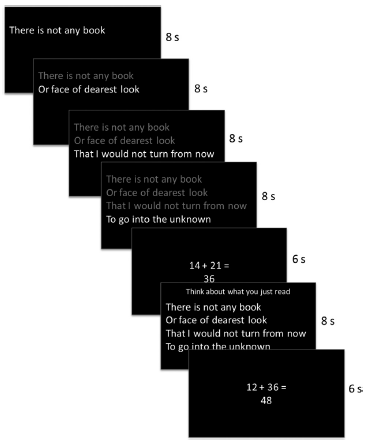 There is not any book
8 s
There is not any book
Or face of dearest look
8 s
There is not any book
Or face of dearest look
That I would not turn from now
8 s
There is not any book
Or face of dearest look
That I would not turn from now
To go into the unknown
8 s
14 + 21 =
36
6 s
Think about what you just read
There is not any book
Or face of dearest look
That I would not turn from now
To go into the unknown
8 s
12 + 36 =
48
6 s